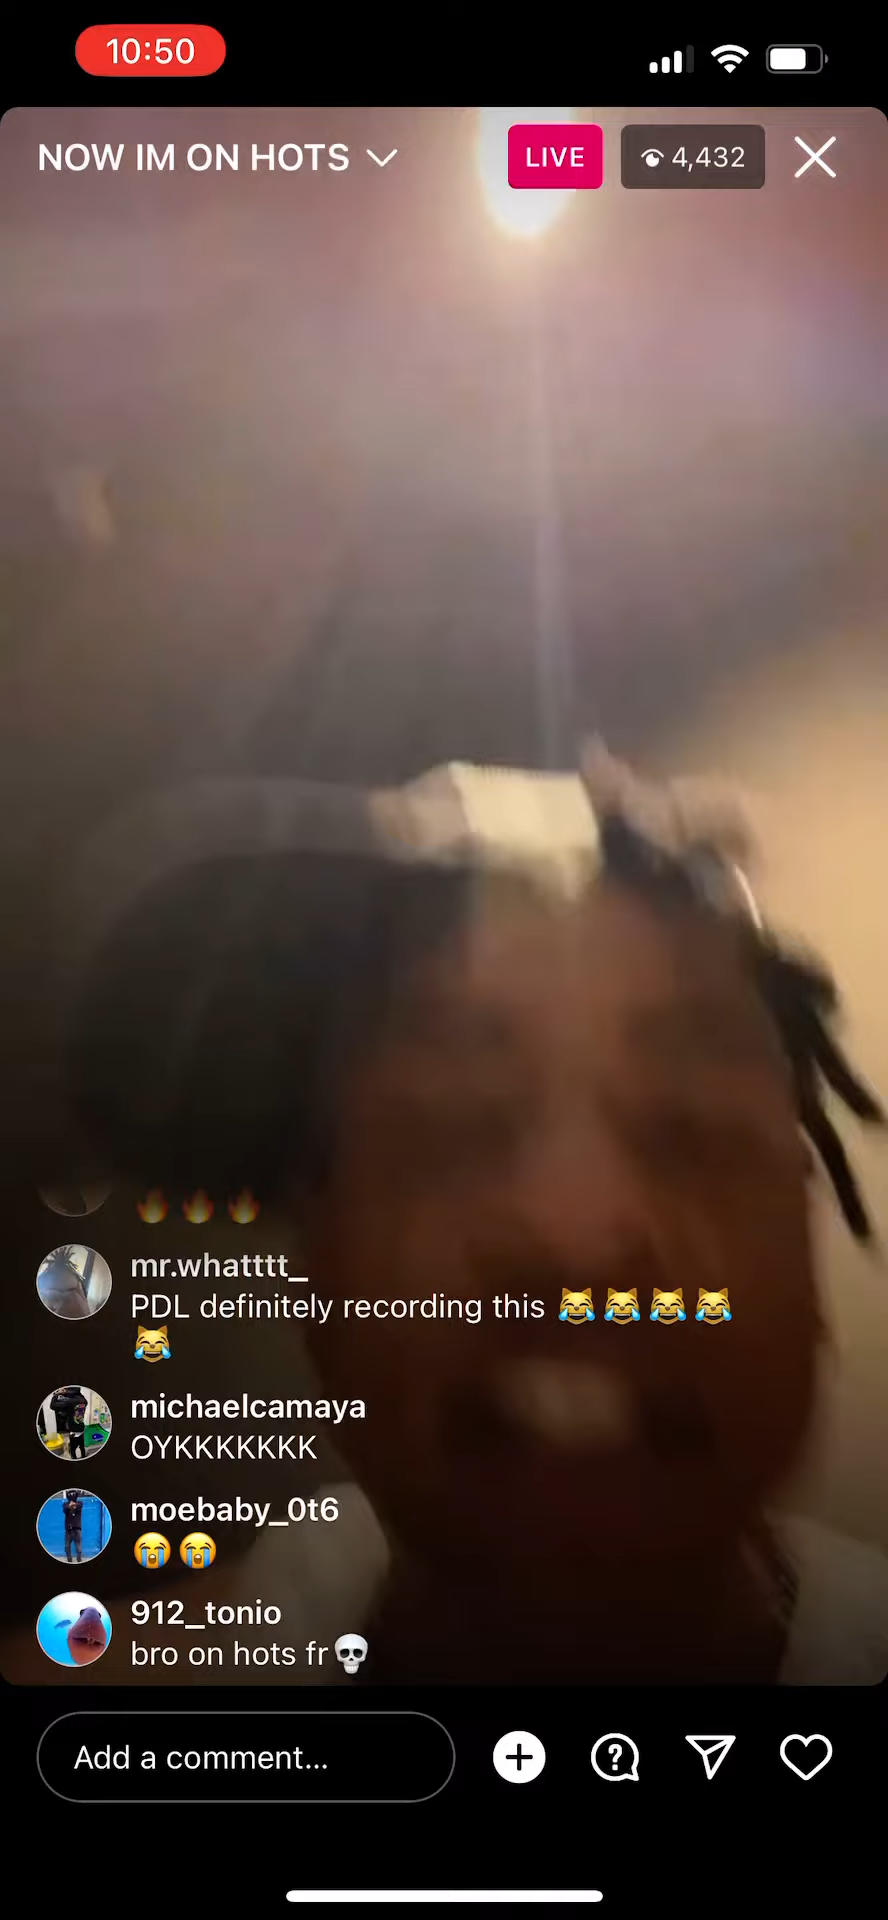 10:50
NOW IM ON HOTS
LIVE
4,432
🔥 🔥 🔥
mr.whatttt_
PDL definitely recording this 😹😹😹😹
😹
michaelcamaya
OYKKKKKKK
moebaby_0t6
😭😭
912_tonio
bro on hots fr💀
Add a comment...